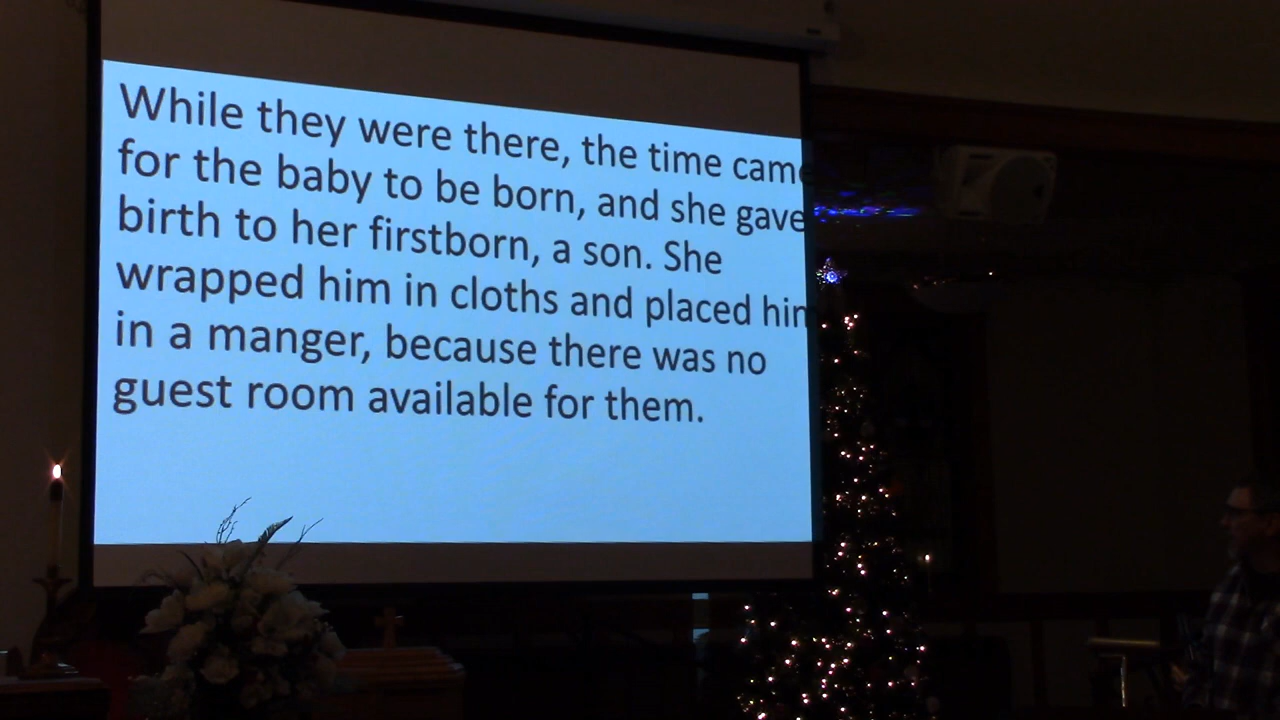 While they were there, the time came
for the baby to be born, and she gave
birth to her firstborn, a son. She
wrapped him in cloths and placed him
in a manger, because there was no
guest room available for them.